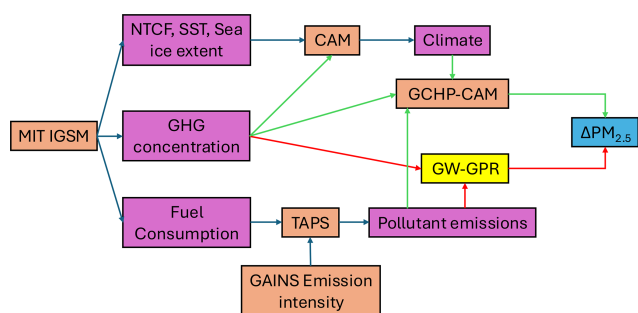 NTCF, SST, Sea
ice extent
CAM
Climate
GCHP-CAM
MIT IGSM
GHG
concentration
ΔPM2.5
GW-GPR
Fuel
Consumption
TAPS
Pollutant emissions
GAINS Emission
intensity